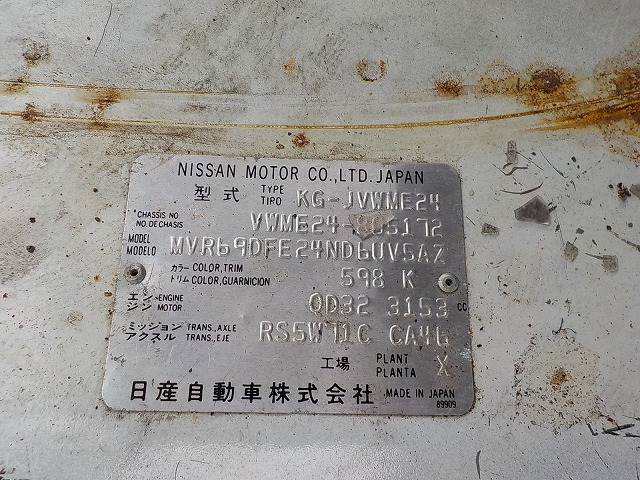 NISSAN MOTOR CO.,LTD.JAPAN
型式 TYPE TIPO KG-JVWME24
*CHASSIS NO NO DE CHASIS VWME24-
MODEL MODELO MVR69DFE24ND6UV5AZ
カラー COLOR,TRIM トリム COLOR,GUARNICION 598 K
エンジン ENGINE MOTOR QD32 3153 cc
ミッション TRANS.,AXLE アクスル TRANS.,EJE RS5W71C CA46
工場 PLANT PLANTA X
日産自動車株式会社 MADE IN JAPAN
89909